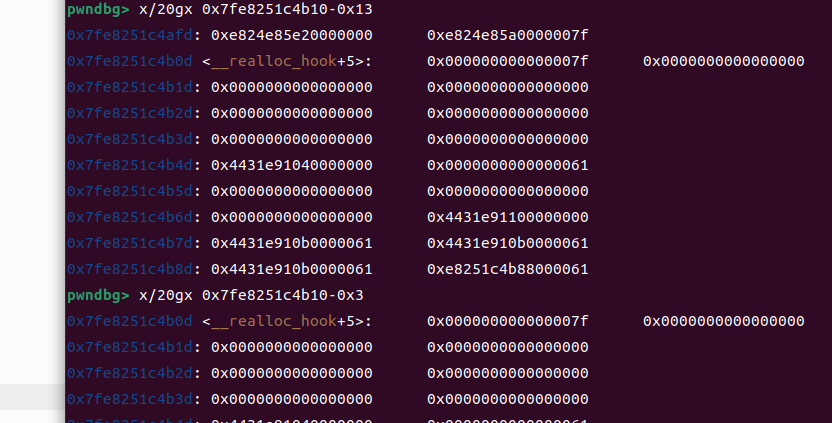 pwndbg> x/20gx 0x7fe8251c4b10-0x13
0x7fe8251c4afd: 0xe824e85e20000000 0xe824e85a0000007f
0x7fe8251c4b0d <__realloc_hook+5>: 0x000000000000007f 0x0000000000000000
0x7fe8251c4b1d: 0x0000000000000000 0x0000000000000000
0x7fe8251c4b2d: 0x0000000000000000 0x0000000000000000
0x7fe8251c4b3d: 0x0000000000000000 0x0000000000000000
0x7fe8251c4b4d: 0x4431e91040000000 0x0000000000000061
0x7fe8251c4b5d: 0x0000000000000000 0x0000000000000000
0x7fe8251c4b6d: 0x0000000000000000 0x4431e91100000000
0x7fe8251c4b7d: 0x4431e910b0000061 0x4431e910b0000061
0x7fe8251c4b8d: 0x4431e910b0000061 0xe8251c4b88000061
pwndbg> x/20gx 0x7fe8251c4b10-0x3
0x7fe8251c4b0d <__realloc_hook+5>: 0x000000000000007f 0x0000000000000000
0x7fe8251c4b1d: 0x0000000000000000 0x0000000000000000
0x7fe8251c4b2d: 0x0000000000000000 0x0000000000000000
0x7fe8251c4b3d: 0x0000000000000000 0x0000000000000000